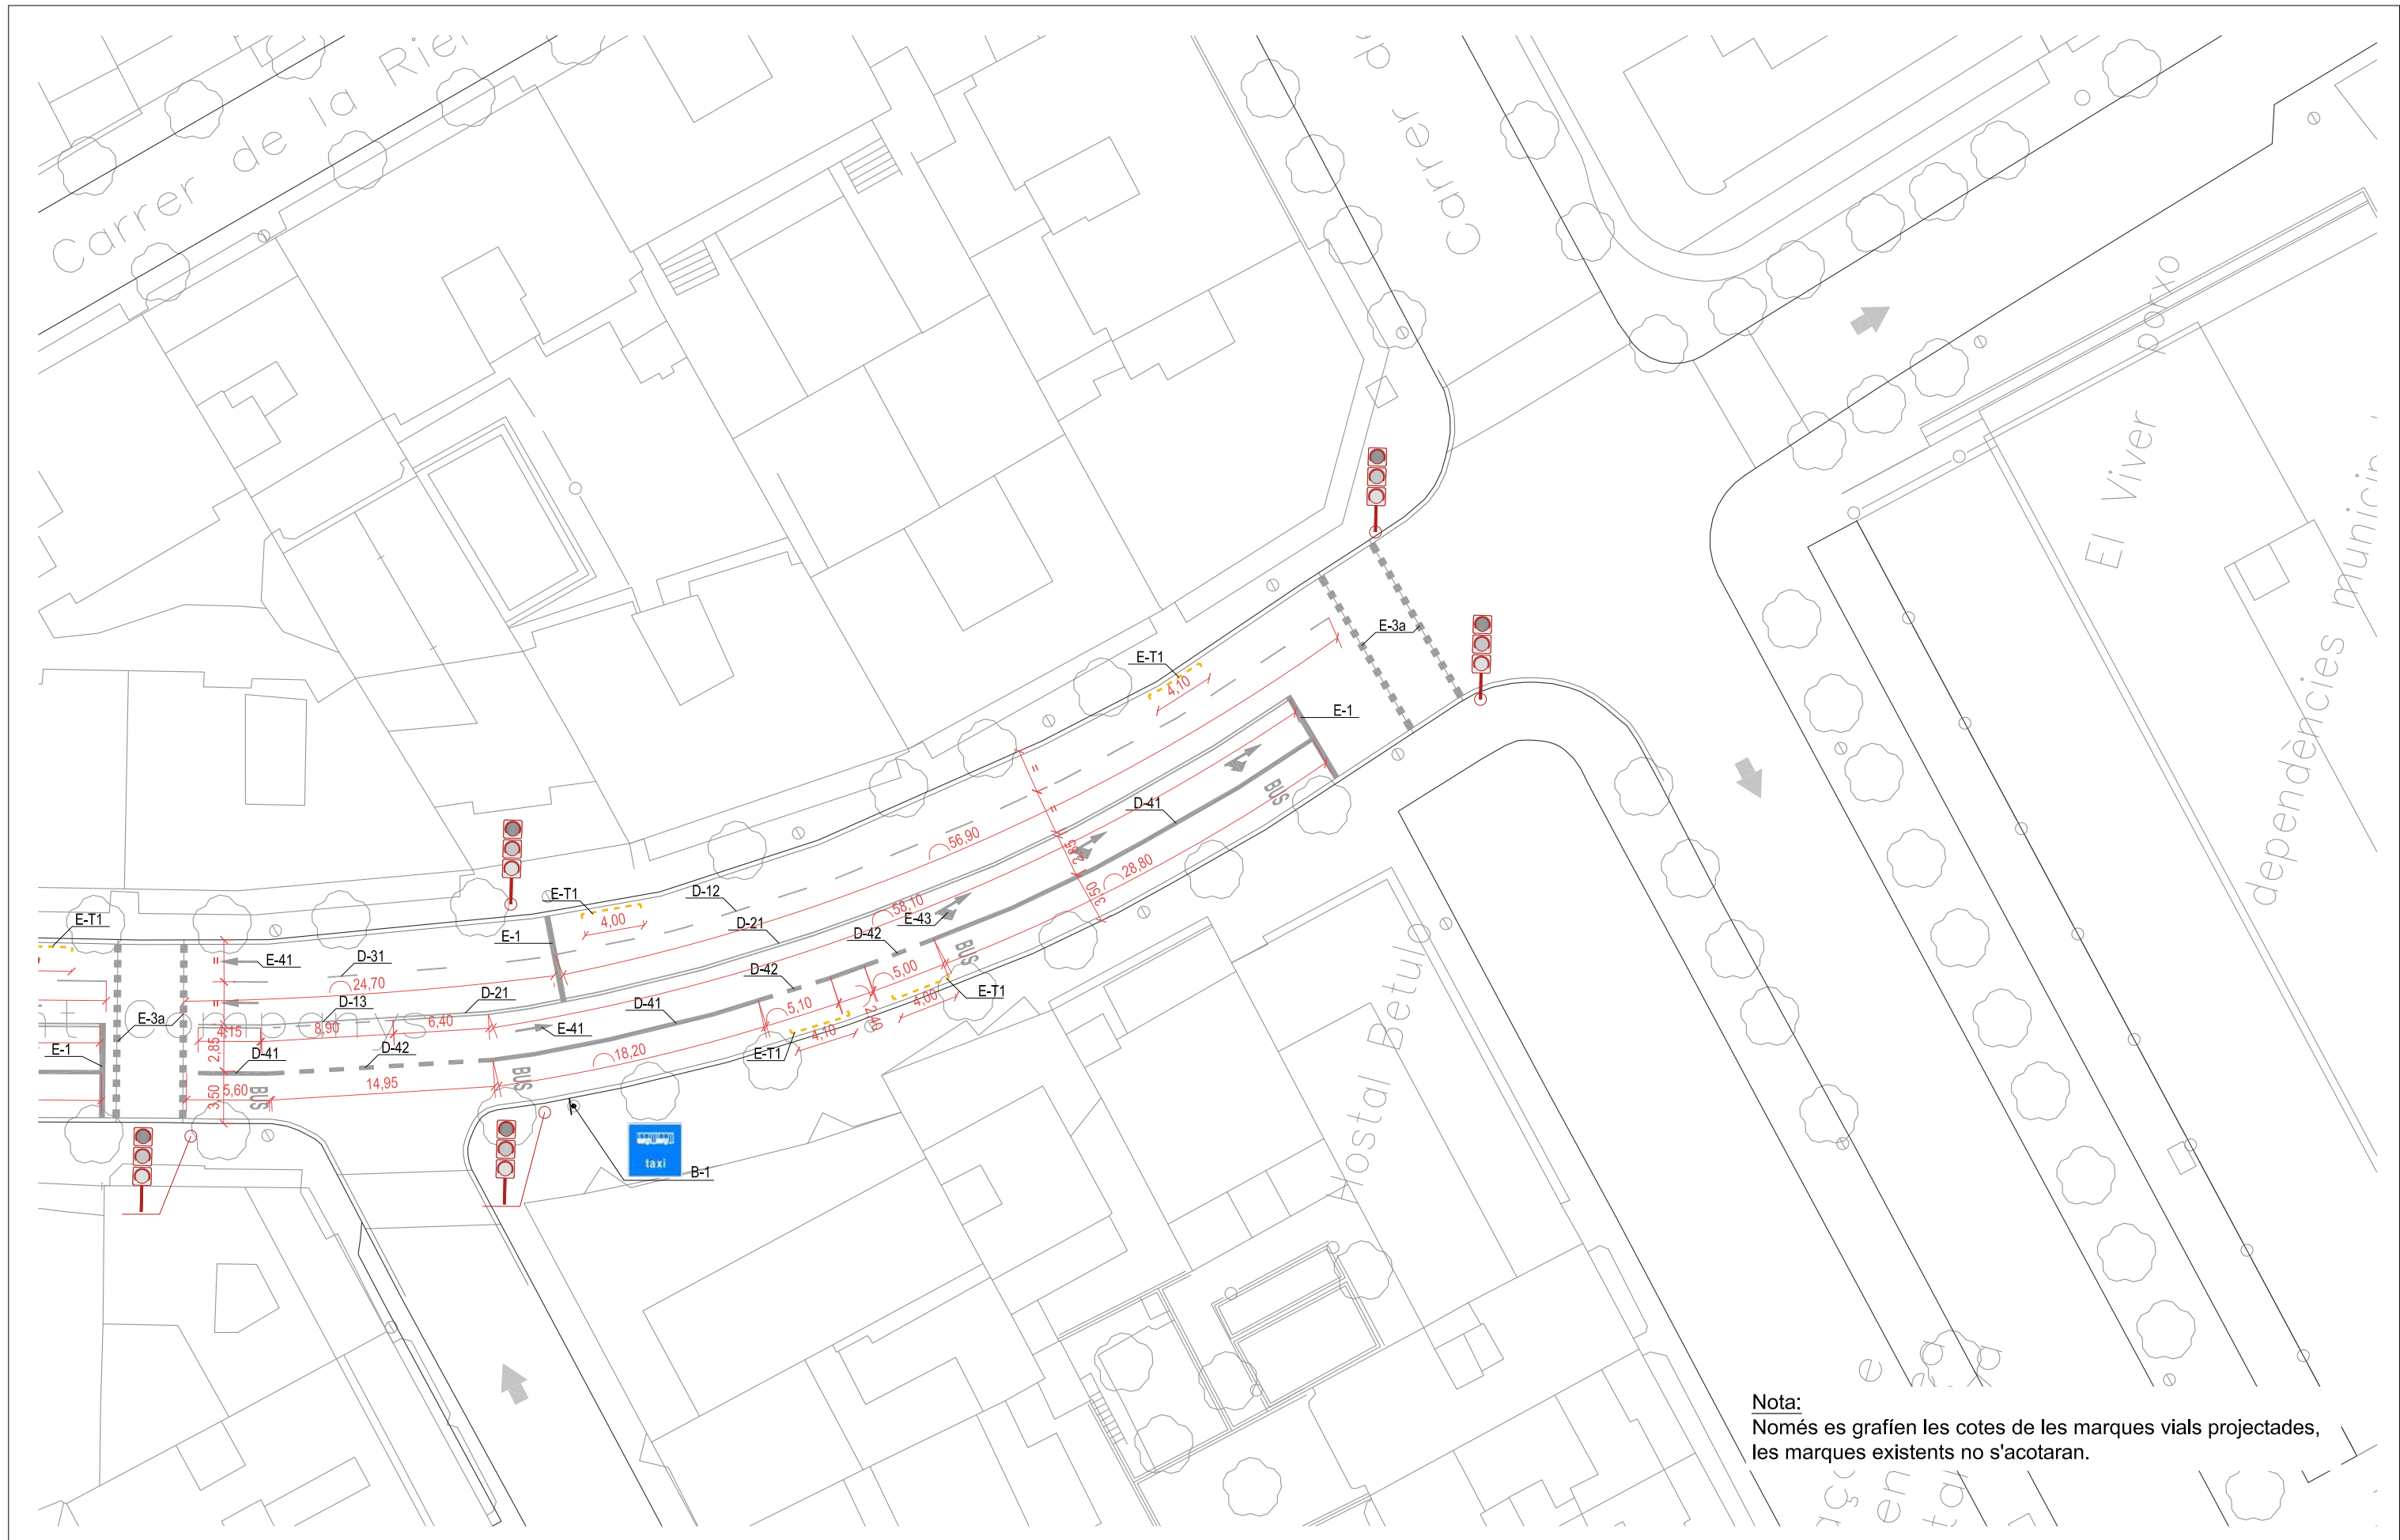 Carrer de la Rie
Carrer d
El Viver
dependències munici
E-3a
E-T1
4,10
E-1
D-41
BUS
56,90
2,85
28,80
3,50
58,10
E-43
D-12
D-21
E-T1
4,00
E-1
D-42
BUS
D-42
5,00
E-T1
4,00
E-T1
E-41
D-31
24,70
D-13
D-21
D-41
5,10
2,40
E-3a
4,15
8,90
6,40
E-41
4,10
E-T1
E-1
2,85
D-41
D-42
18,20
3,50
5,60
BUS
14,95
BUS
taxi
B-1
Hostal Betulo
Nota:
Només es grafíen les cotes de les marques vials projectades,
les marques existents no s'acotaran.